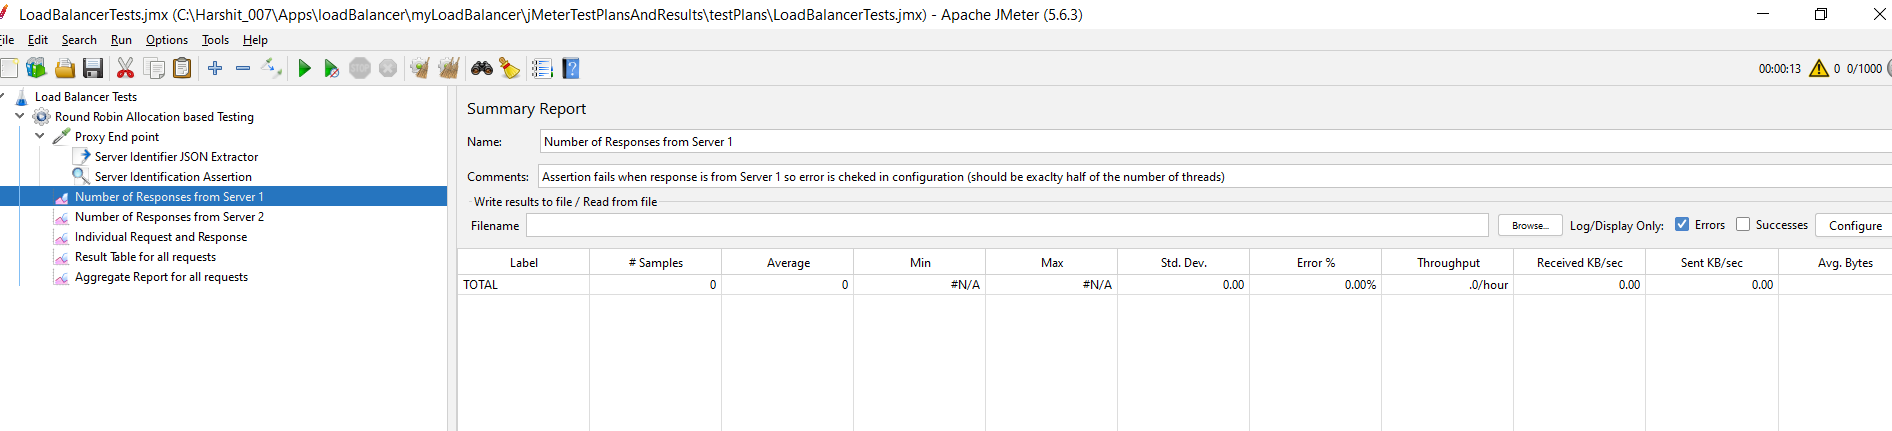 LoadBalancerTests.jmx (C:\Harshit_007\Apps\loadBalancer\myLoadBalancer\jMeterTestPlansAndResults\testPlans\LoadBalancerTests.jmx) - Apache JMeter (5.6.3)
ile Edit Search Run Options Tools Help
STOP 00:00:13 0 0/1000
Load Balancer Tests
Round Robin Allocation based Testing
Proxy End point
Server Identifier JSON Extractor
Server Identification Assertion
Number of Responses from Server 1
Number of Responses from Server 2
Individual Request and Response
Result Table for all requests
Aggregate Report for all requests
Summary Report
Name: Number of Responses from Server 1
Comments: Assertion fails when response is from Server 1 so error is cheked in configuration (should be exaclty half of the number of threads)
Write results to file / Read from file
Filename Browse... Log/Display Only: Errors Successes Configure
Label # Samples Average Min Max Std. Dev. Error % Throughput Received KB/sec Sent KB/sec Avg. Bytes
TOTAL 0 0 #N/A #N/A 0.00 0.00% .0/hour 0.00 0.00